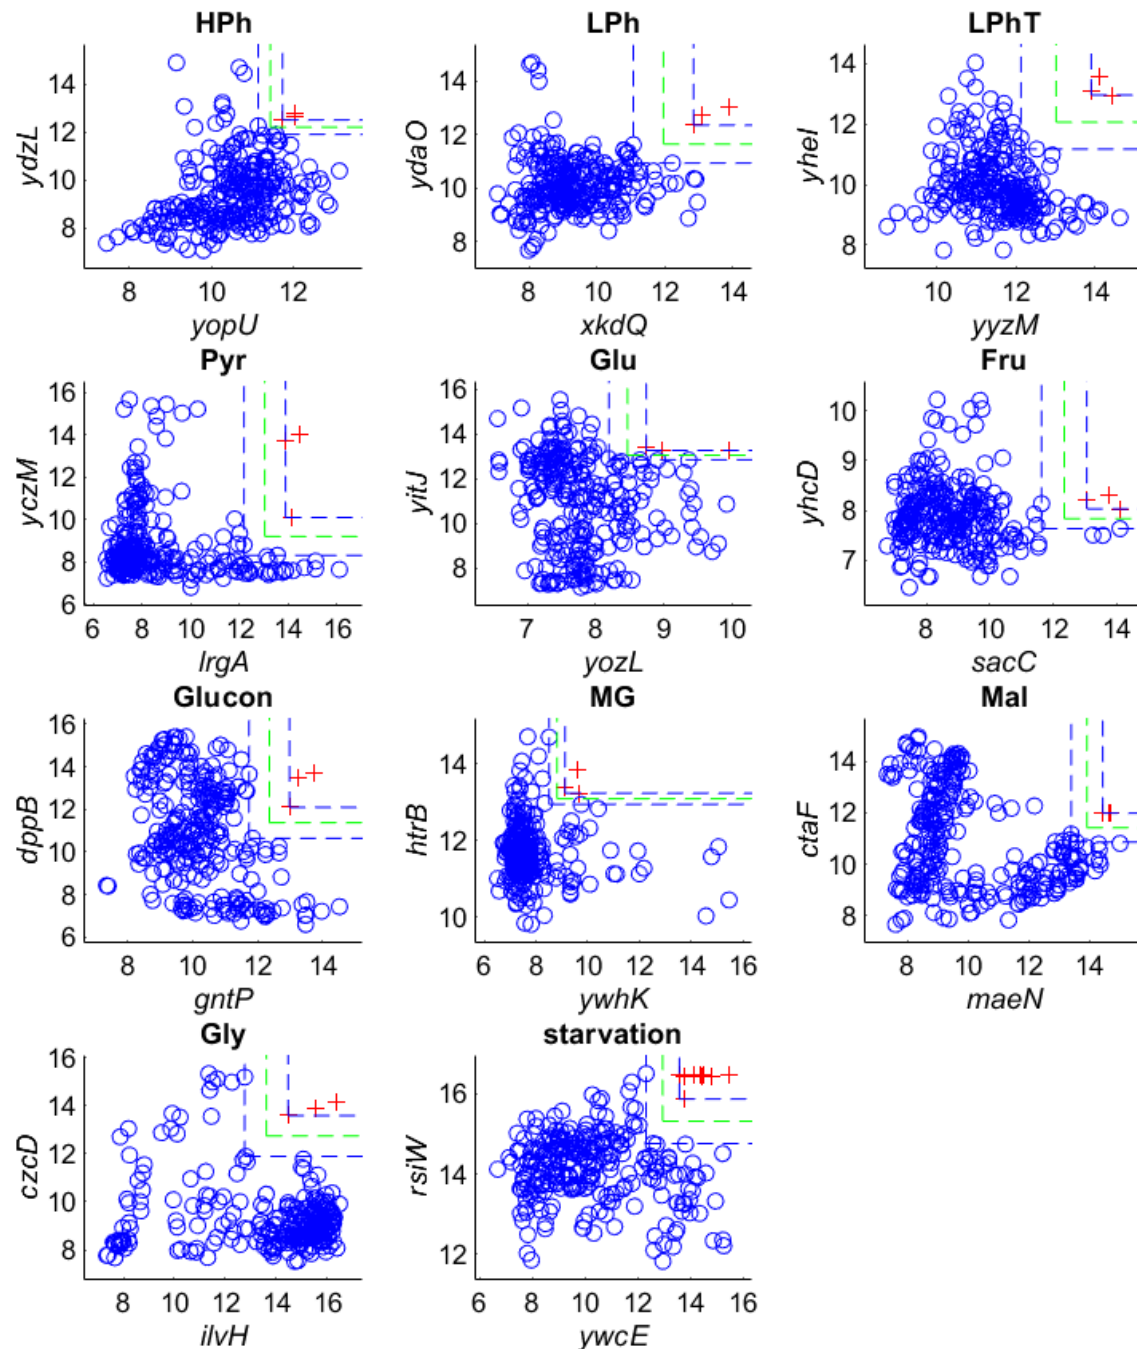 HPh LPh LPhT
14 12 10 8
ydzL
8 10 12
yopU
14 12 10 8
ydaO
8 10 12 14
xkdQ
14 12 10 8
yheI
10 12 14
yyzM
Pyr Glu Fru
16 14 12 10 8 6
yczM
6 8 10 12 14 16
lrgA
16 14 12 10 8
yitJ
7 8 9 10
yozL
10 9 8 7
yhcD
8 10 12 14
sacC
Glucon MG Mal
16 14 12 10 8 6
dppB
8 10 12 14
gntP
14 12 10
htrB
6 8 10 12 14 16
ywhK
14 12 10 8
ctaF
8 10 12 14
maeN
Gly starvation
16 14 12 10 8
czcD
8 10 12 14 16
ilvH
16 14 12
rsiW
6 8 10 12 14 16
ywcE